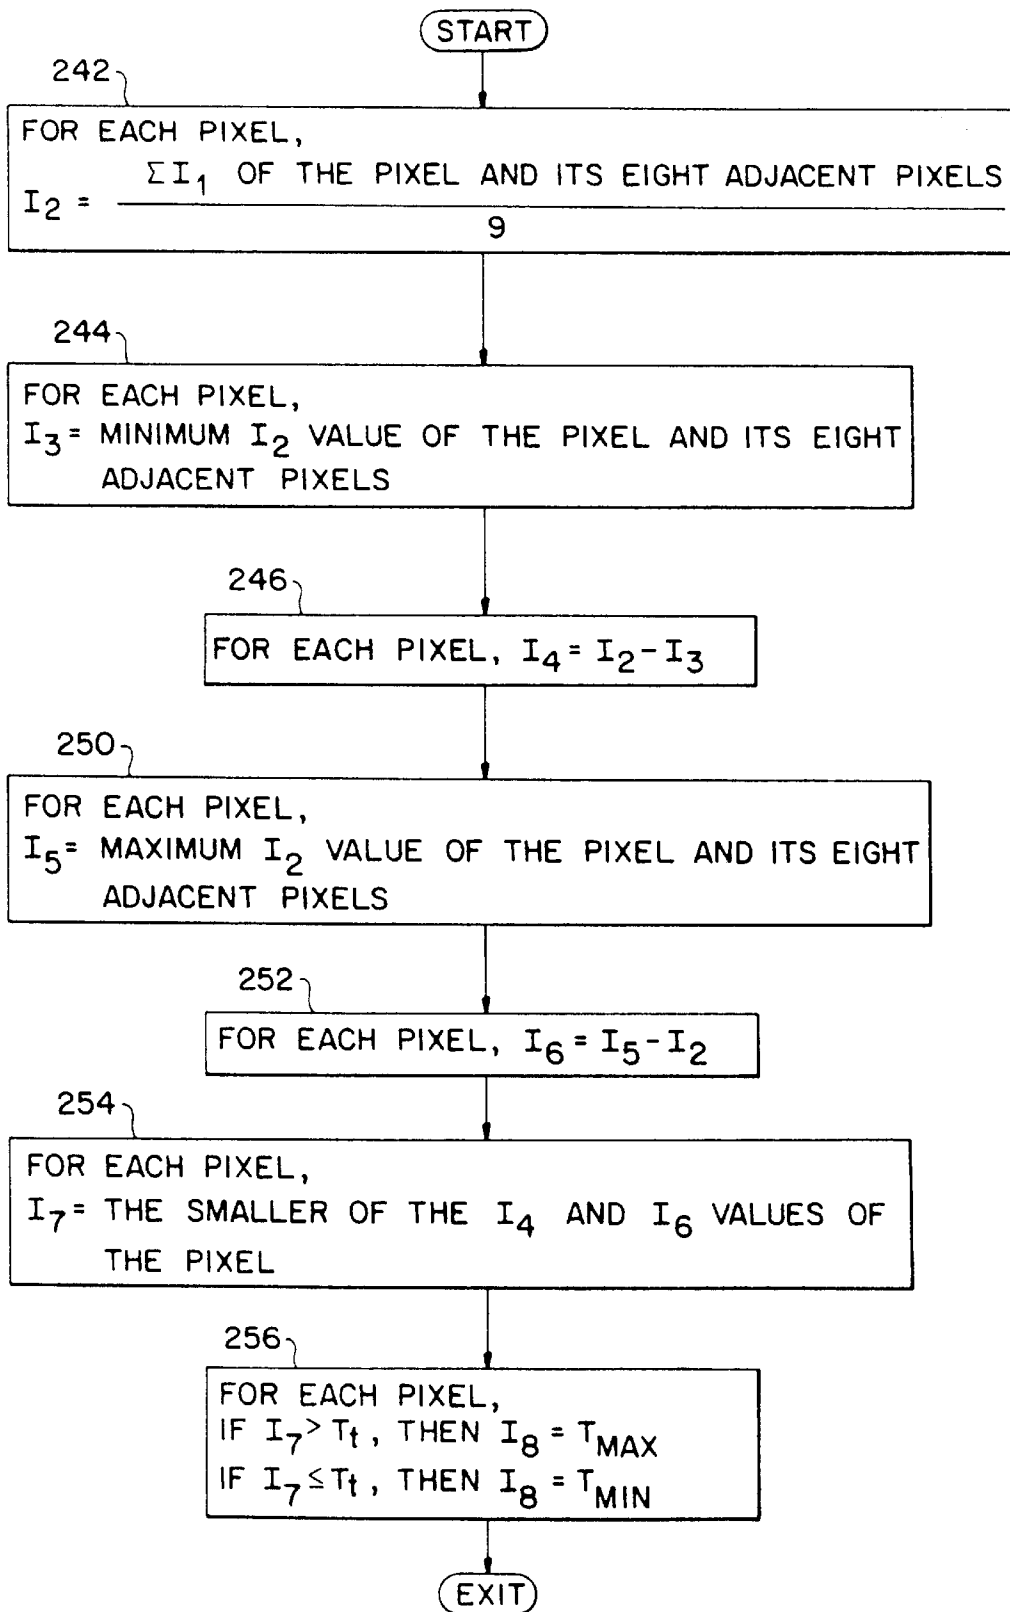 START
242
FOR EACH PIXEL,
ΣI₁ OF THE PIXEL AND ITS EIGHT ADJACENT PIXELS
I₂ =
9
244
FOR EACH PIXEL,
I₃ = MINIMUM I₂ VALUE OF THE PIXEL AND ITS EIGHT
ADJACENT PIXELS
246
FOR EACH PIXEL, I₄ = I₂ - I₃
250
FOR EACH PIXEL,
I₅ = MAXIMUM I₂ VALUE OF THE PIXEL AND ITS EIGHT
ADJACENT PIXELS
252
FOR EACH PIXEL, I₆ = I₅ - I₂
254
FOR EACH PIXEL,
I₇ = THE SMALLER OF THE I₄ AND I₆ VALUES OF
THE PIXEL
256
FOR EACH PIXEL,
IF I₇ > Tₜ, THEN I₈ = T_MAX
IF I₇ ≤ Tₜ, THEN I₈ = T_MIN
EXIT